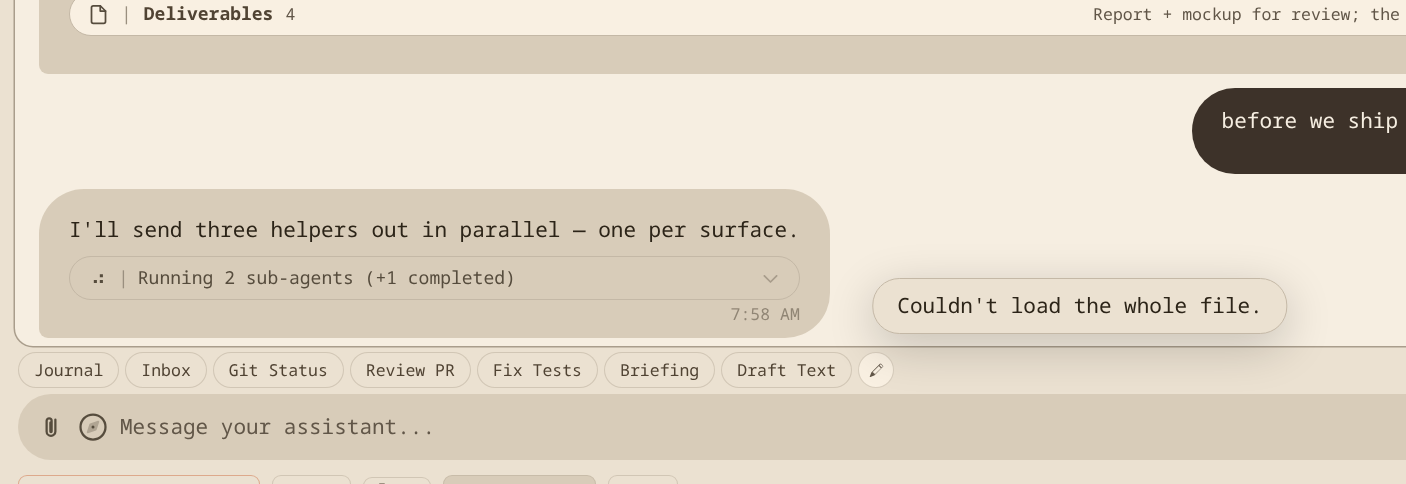 Deliverables 4
Report + mockup for review; the
before we ship
I'll send three helpers out in parallel — one per surface.
Running 2 sub-agents (+1 completed)
7:58 AM
Couldn't load the whole file.
Journal
Inbox
Git Status
Review PR
Fix Tests
Briefing
Draft Text
Message your assistant...